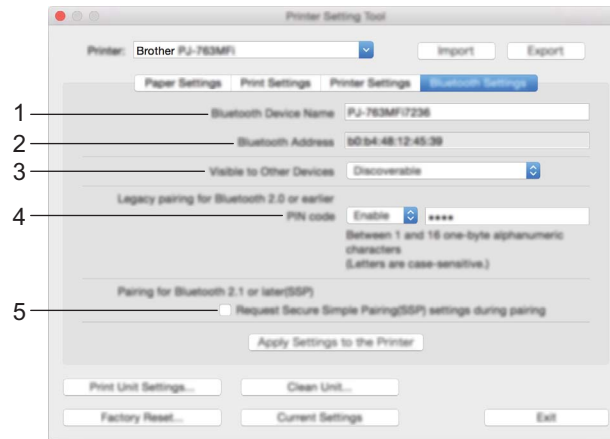 Printer Setting Tool
Printer: Brother PJ-763MFi
Import
Export
Paper Settings
Print Settings
Printer Settings
Bluetooth Settings
1 Bluetooth Device Name PJ-763MFi7236
2 Bluetooth Address b0:b4:48:12:45:39
3 Visible to Other Devices Discoverable
Legacy pairing for Bluetooth 2.0 or earlier
4 PIN code Enable ••••
Between 1 and 16 one-byte alphanumeric
characters
(Letters are case-sensitive.)
Pairing for Bluetooth 2.1 or later(SSP)
5 Request Secure Simple Pairing(SSP) settings during pairing
Apply Settings to the Printer
Print Unit Settings...
Clean Unit...
Factory Reset...
Current Settings
Exit